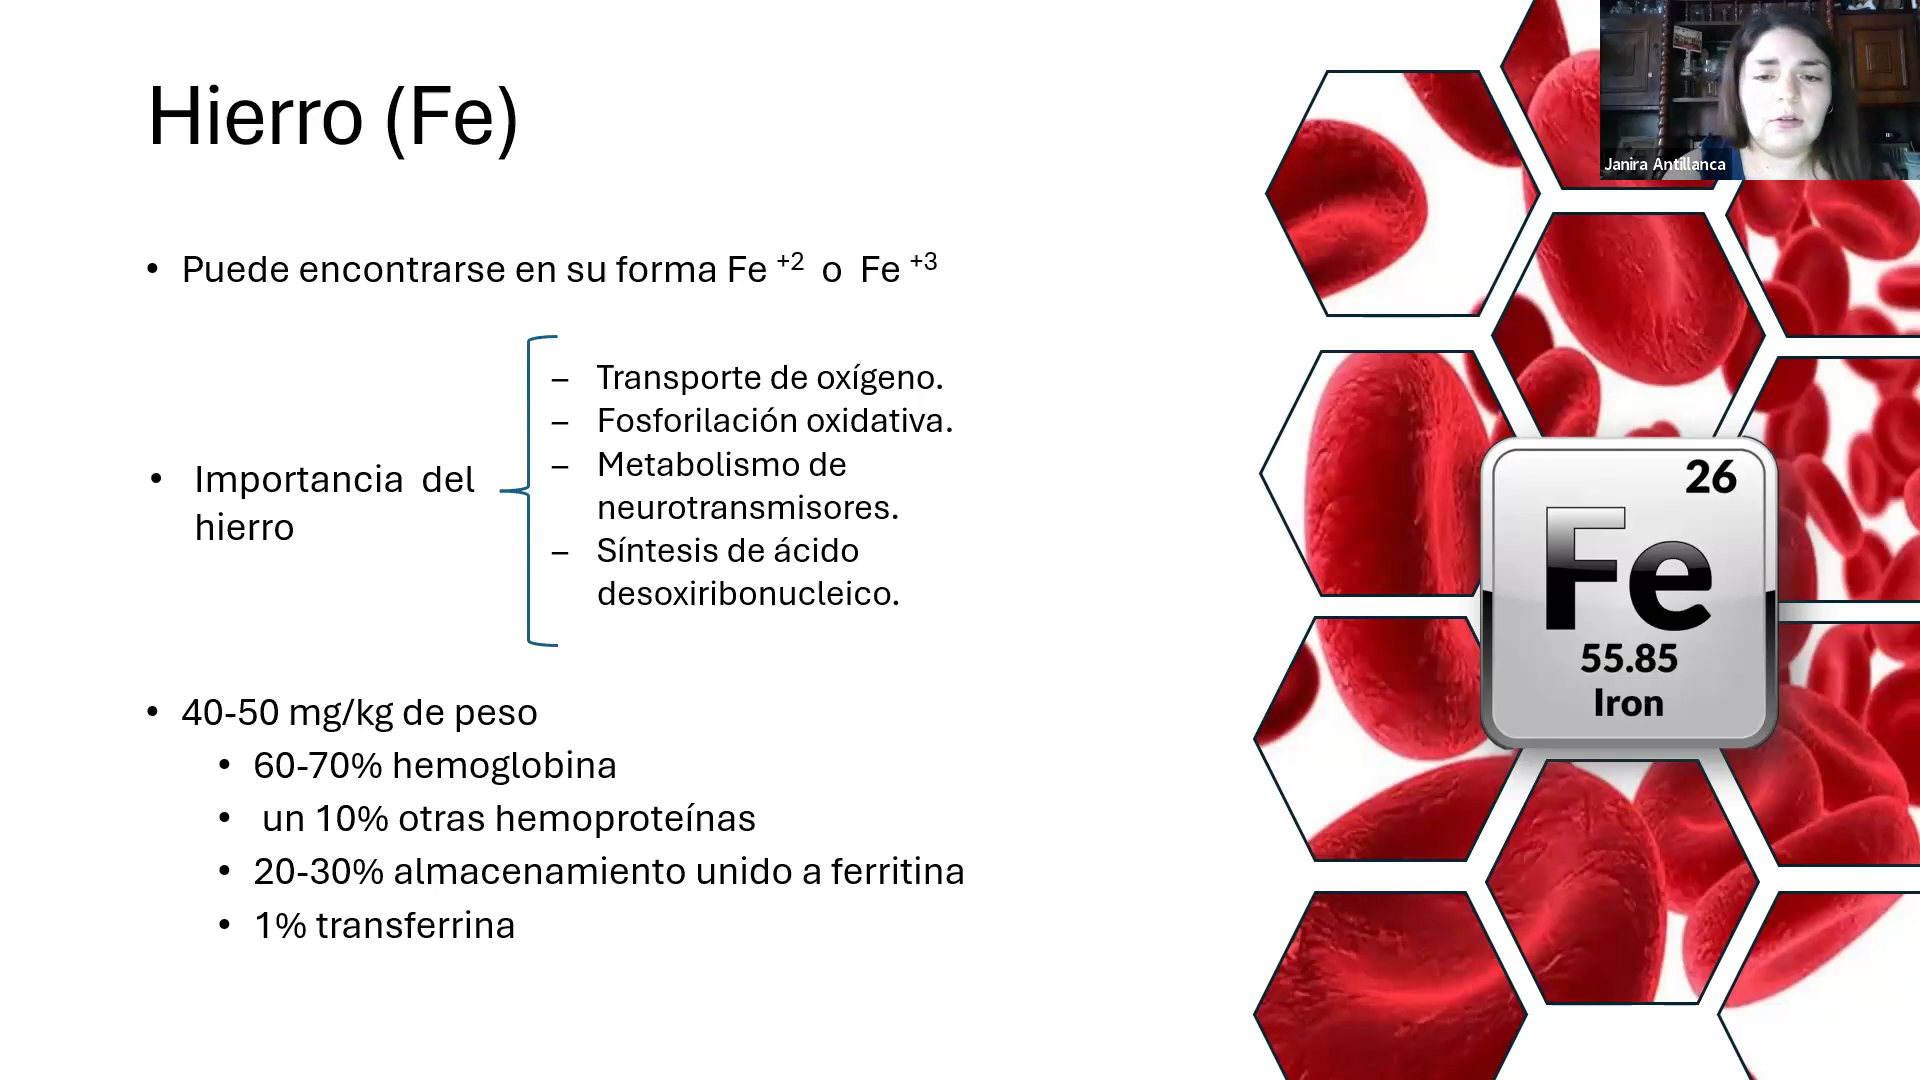 Hierro (Fe)
• Puede encontrarse en su forma Fe +2 o Fe +3
• Importancia del
hierro
– Transporte de oxígeno.
– Fosforilación oxidativa.
– Metabolismo de
neurotransmisores.
– Síntesis de ácido
desoxiribonucleico.
• 40-50 mg/kg de peso
• 60-70% hemoglobina
• un 10% otras hemoproteínas
• 20-30% almacenamiento unido a ferritina
• 1% transferrina
Janira Antillanca
26
Fe
55.85
Iron